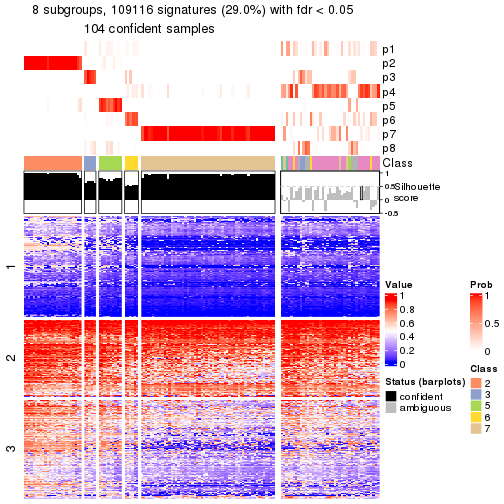 8 subgroups, 109116 signatures (29.0%) with fdr < 0.05
104 confident samples
p1
p2
p3
p4
p5
p6
p7
p8
Class
1
0.5
0
-0.5
Silhouette
score
1
2
3
Value
1
0.8
0.6
0.4
0.2
0
Prob
1
0.5
0
Status (barplots)
confident
ambiguous
Class
2
3
5
6
7